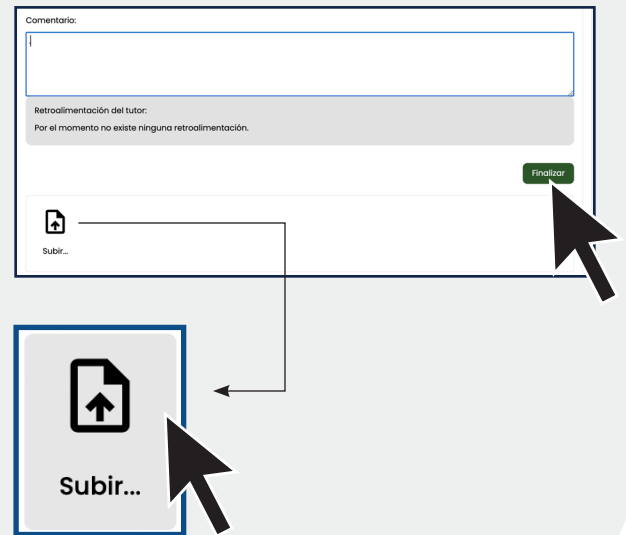 Comentario:
Retroalimentación del tutor:
Por el momento no existe ninguna retroalimentación.
Finalizar
Subir...
Subir...